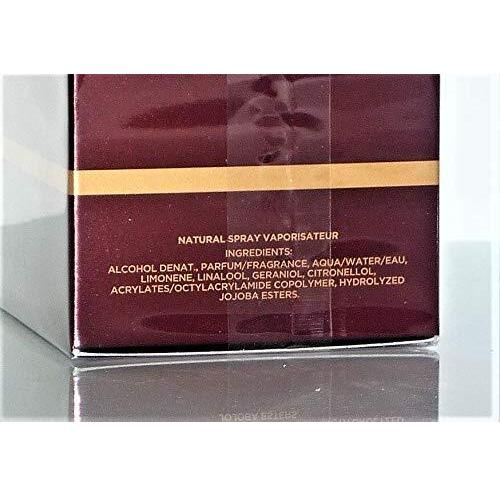 NATURAL SPRAY VAPORISATEUR
INGREDIENTS:
ALCOHOL DENAT., PARFUM/FRAGRANCE, AQUA/WATER/EAU,
LIMONENE, LINALOOL, GERANIOL, CITRONELLOL,
ACRYLATES/OCTYLACRYLAMIDE COPOLYMER, HYDROLYZED
JOJOBA ESTERS.